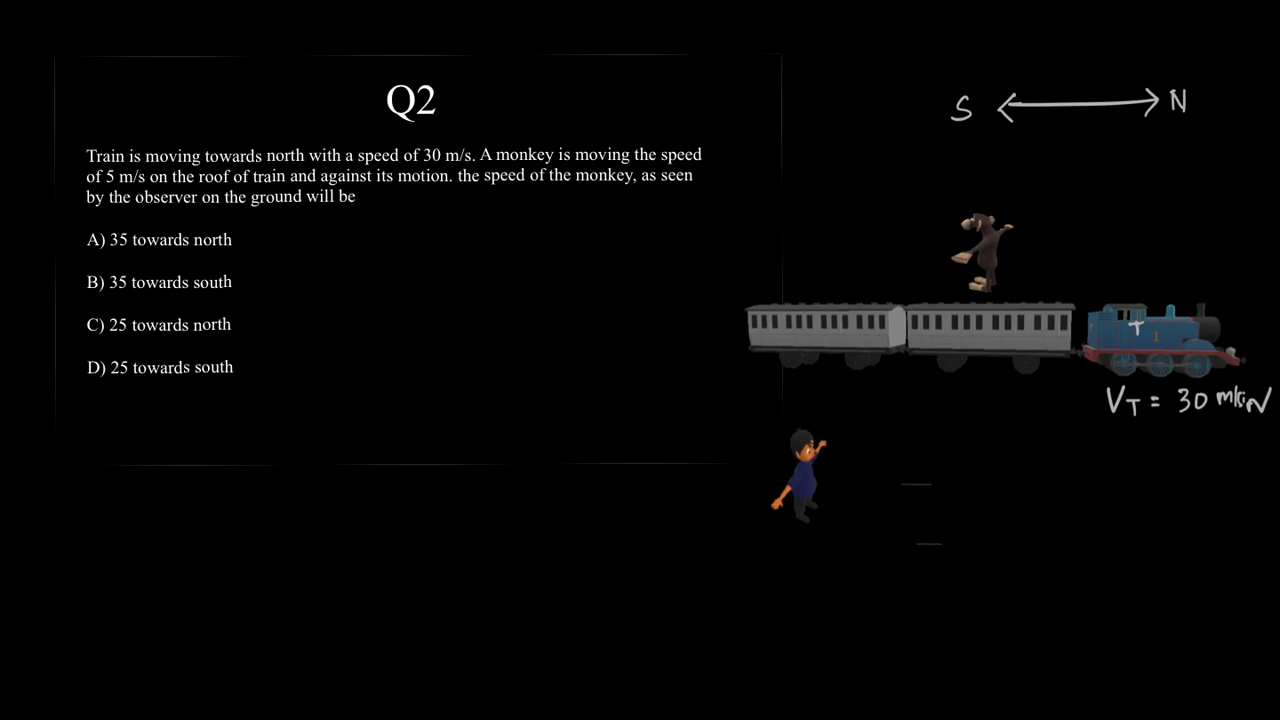 Q2
S N
Train is moving towards north with a speed of 30 m/s. A monkey is moving the speed
of 5 m/s on the roof of train and against its motion. the speed of the monkey, as seen
by the observer on the ground will be
A) 35 towards north
B) 35 towards south
C) 25 towards north
D) 25 towards south
T
1
VT = 30